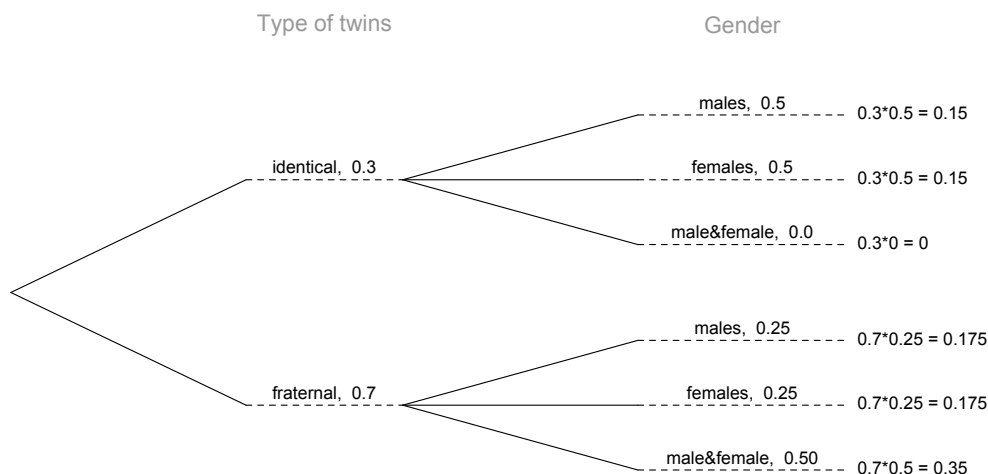 Type of twins Gender
males, 0.5 0.3*0.5 = 0.15
identical, 0.3 females, 0.5 0.3*0.5 = 0.15
male&female, 0.0 0.3*0 = 0
males, 0.25 0.7*0.25 = 0.175
fraternal, 0.7 females, 0.25 0.7*0.25 = 0.175
male&female, 0.50 0.7*0.5 = 0.35